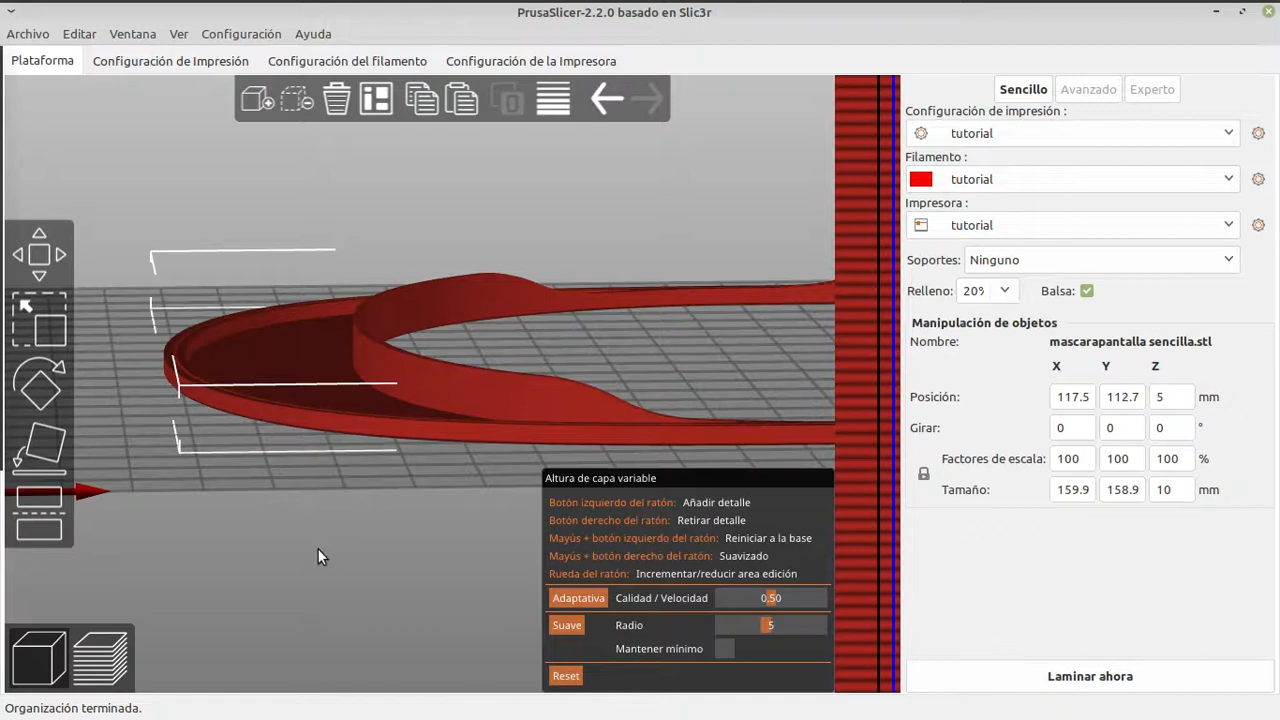 PrusaSlicer-2.2.0 basado en Slic3r
Archivo Editar Ventana Ver Configuración Ayuda
Plataforma Configuración de Impresión Configuración del filamento Configuración de la Impresora
Sencillo Avanzado Experto
Configuración de impresión :
tutorial
Filamento :
tutorial
Impresora :
tutorial
Soportes: Ninguno
Relleno: 20% Balsa:
Manipulación de objetos
Nombre: mascarapantalla sencilla.stl
X Y Z
Posición: 117.5 112.7 5 mm
Girar: 0 0 0 °
Factores de escala: 100 100 100 %
Tamaño: 159.9 158.9 10 mm
Altura de capa variable
Botón izquierdo del ratón: Añadir detalle
Botón derecho del ratón: Retirar detalle
Mayús + botón izquierdo del ratón: Reiniciar a la base
Mayús + botón derecho del ratón: Suavizado
Rueda del ratón: Incrementar/reducir area edición
Adaptativa Calidad / Velocidad 0.50
Suave Radio 5
Mantener mínimo
Reset
Laminar ahora
Organización terminada.